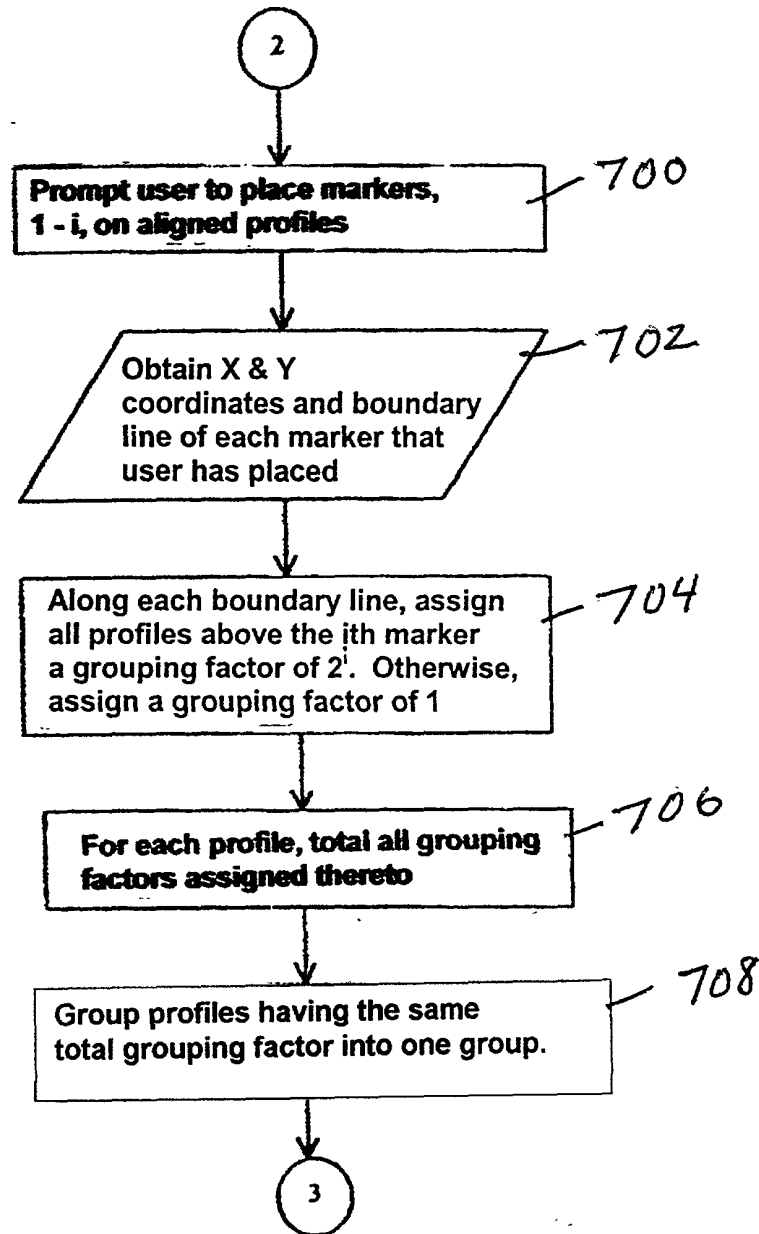 2
Prompt user to place markers,
1 - i, on aligned profiles
700
Obtain X & Y
coordinates and boundary
line of each marker that
user has placed
702
Along each boundary line, assign
all profiles above the ith marker
a grouping factor of 2ⁱ. Otherwise,
assign a grouping factor of 1
704
For each profile, total all grouping
factors assigned thereto
706
Group profiles having the same
total grouping factor into one group.
708
3